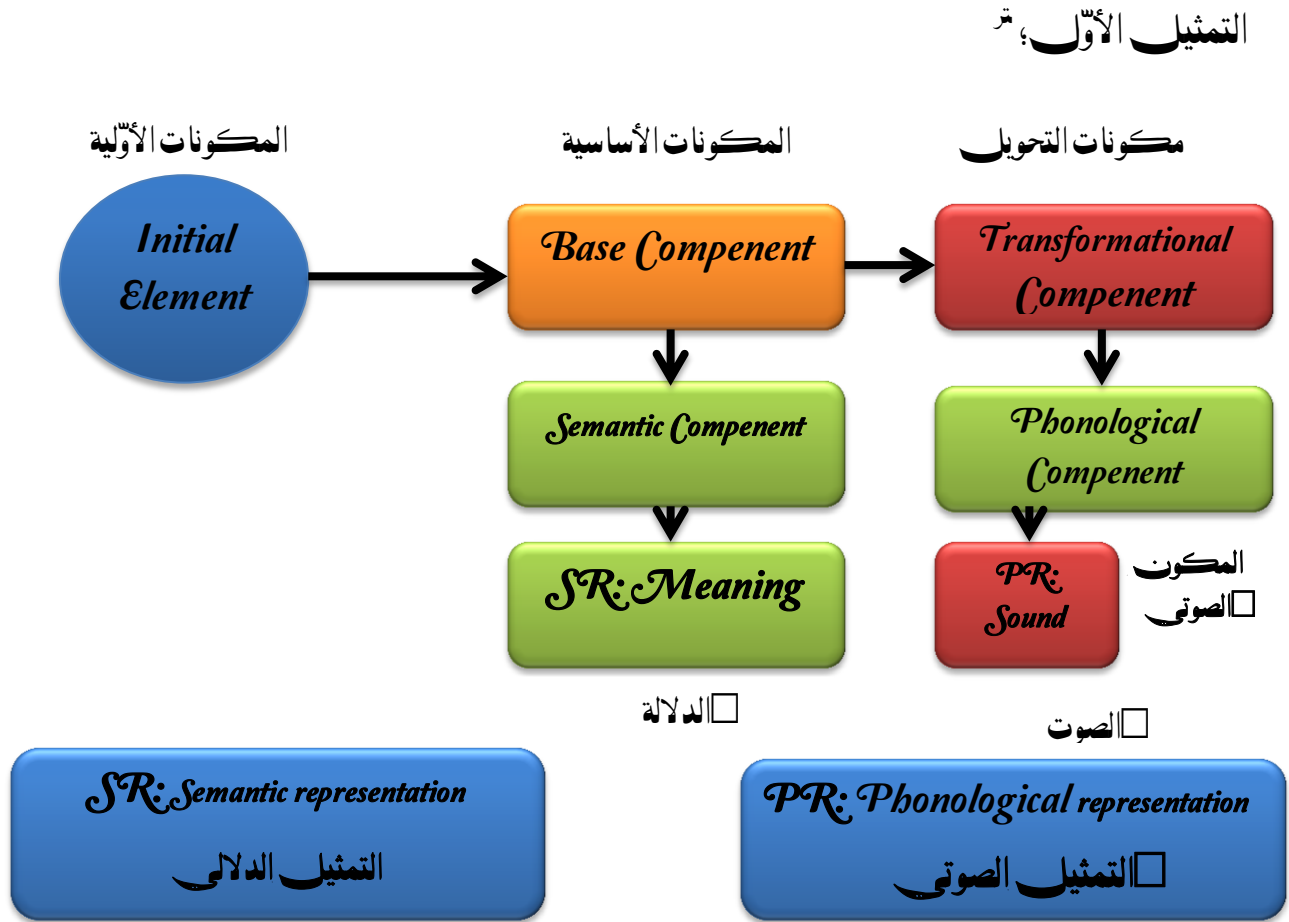 التمثيل الأوّل؛ تر
المكونات الأوّلية
المكونات الأساسية
مكونات التحويل
Initial
Element
Base Compenent
Transformational
Compenent
Semantic Compenent
Phonological
Compenent
SR: Meaning
PR:
Sound
المكون
الصوتي
الدلالة
الصوت
SR: Semantic representation
التمثيل الدلالي
PR: Phonological representation
التمثيل الصوتي